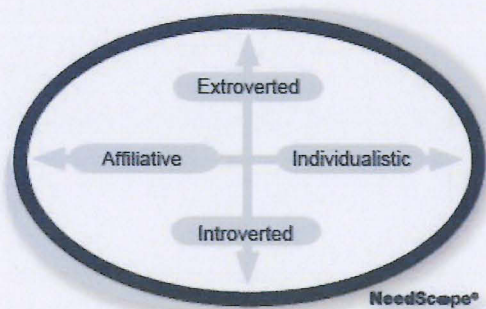 Extroverted
Affiliative Individualistic
Introverted
NeedScope®